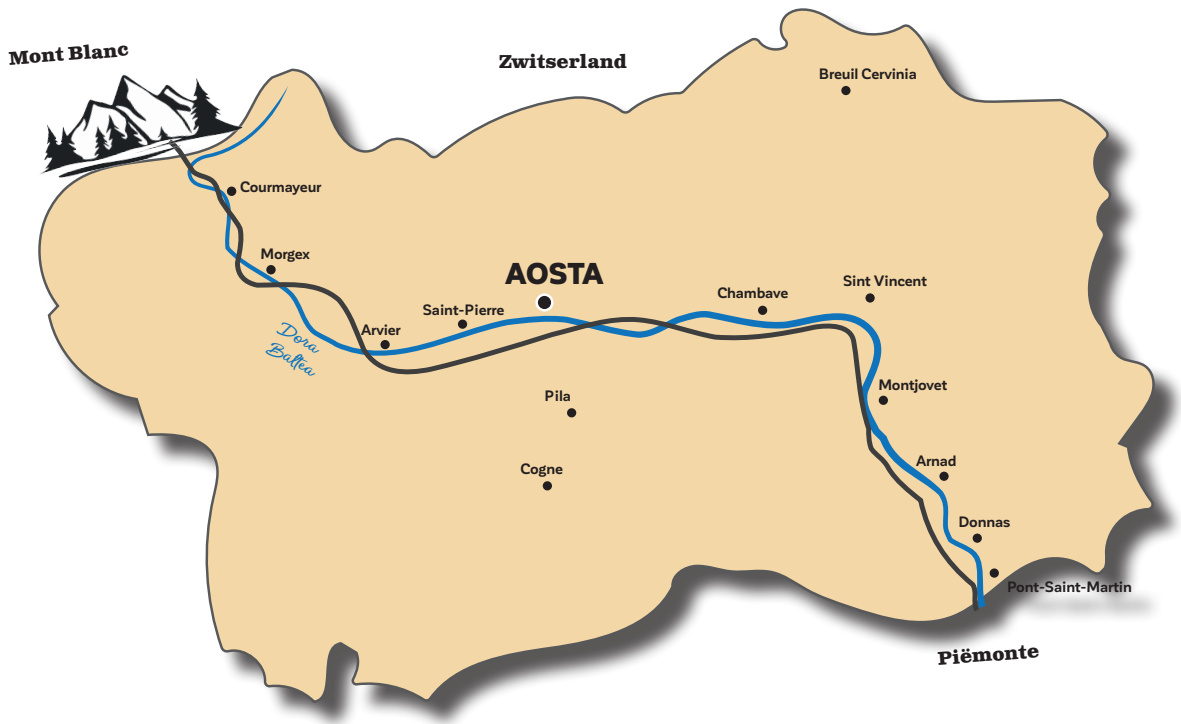 Mont Blanc
Zwitserland
Breuil Cervinia
Courmayeur
Morgex
AOSTA
Sint Vincent
Chambave
Saint-Pierre
Arvier
Dora
Baltea
Montjovet
Pila
Arnad
Cogne
Donnas
Pont-Saint-Martin
Piëmonte